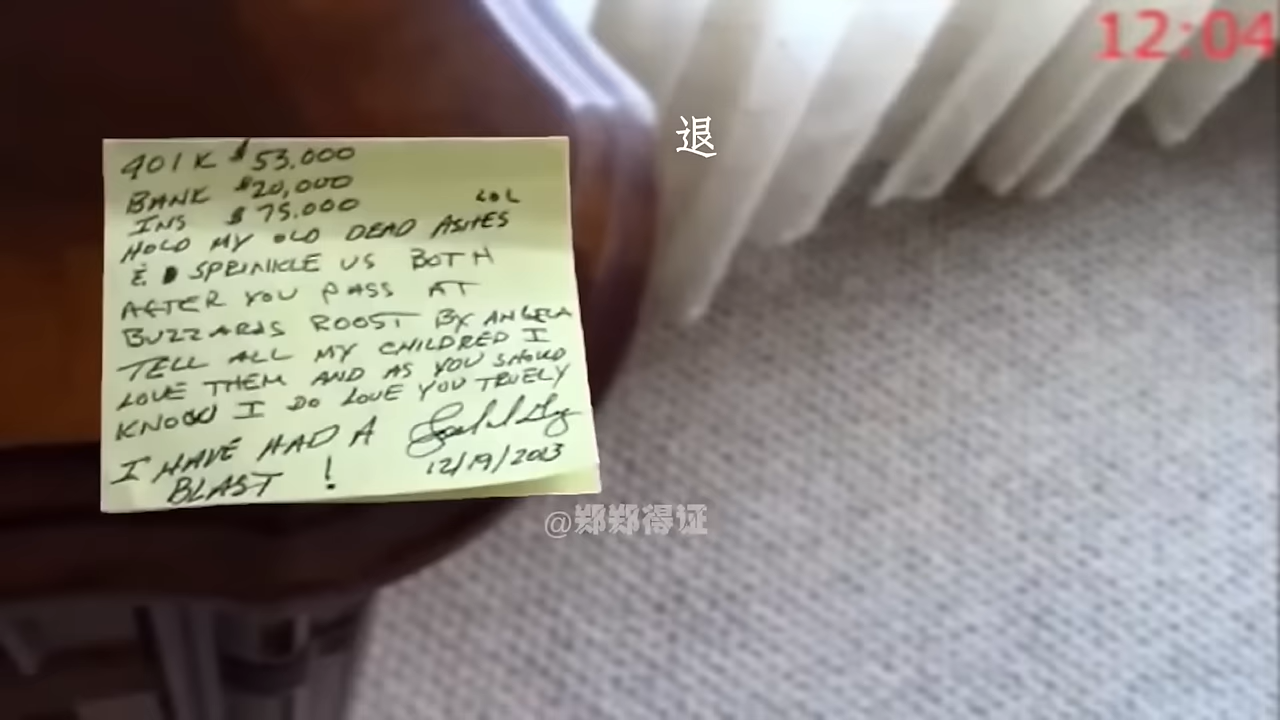 12:04
退
401K $53,000
BANK $20,000
INS $75,000
LOL
HOLD MY OLD DEAD ASHES
& SPRINKLE US BOTH
AFTER YOU PASS AT
BUZZARDS ROOST BY ANGELA
TELL ALL MY CHILDRED I
LOVE THEM AND AS YOU SHOULD
KNOW I DO LOVE YOU TRUELY
I HAVE HAD A
BLAST !
12/19/2013
@郑郑得证